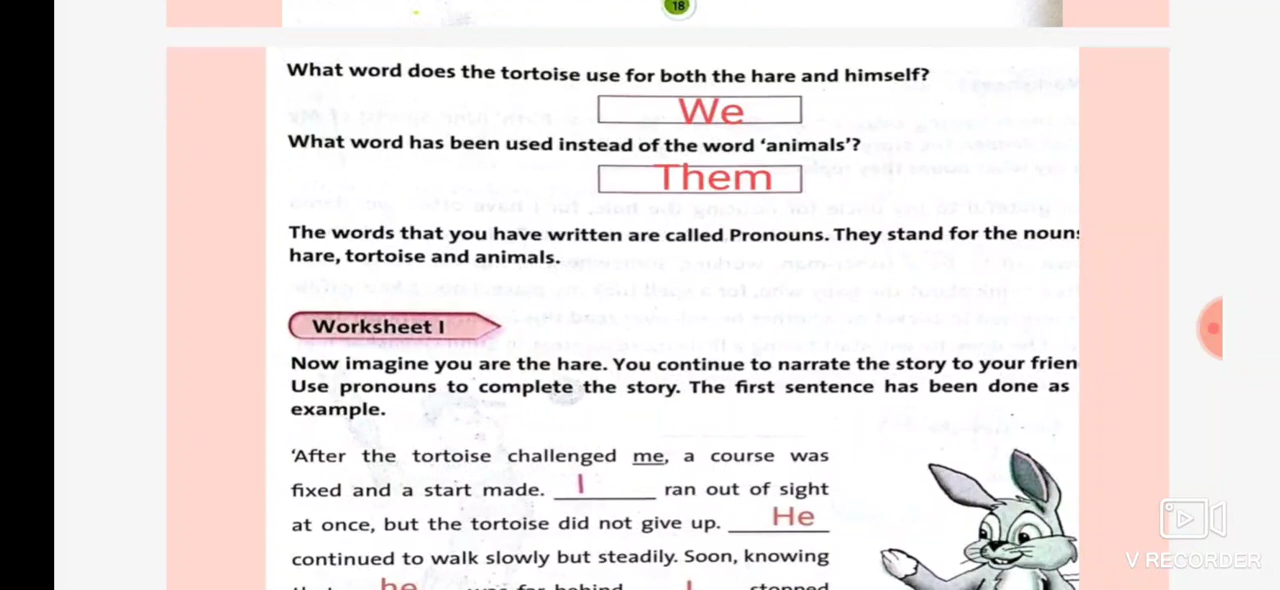 18
What word does the tortoise use for both the hare and himself?
We
What word has been used instead of the word ‘animals’?
Them
The words that you have written are called Pronouns. They stand for the noun
hare, tortoise and animals.
Worksheet I
Now imagine you are the hare. You continue to narrate the story to your frien
Use pronouns to complete the story. The first sentence has been done as
example.
‘After the tortoise challenged me, a course was
fixed and a start made. I ran out of sight
at once, but the tortoise did not give up. He
continued to walk slowly but steadily. Soon, knowing
he was far behind I stopped
V RECORDER